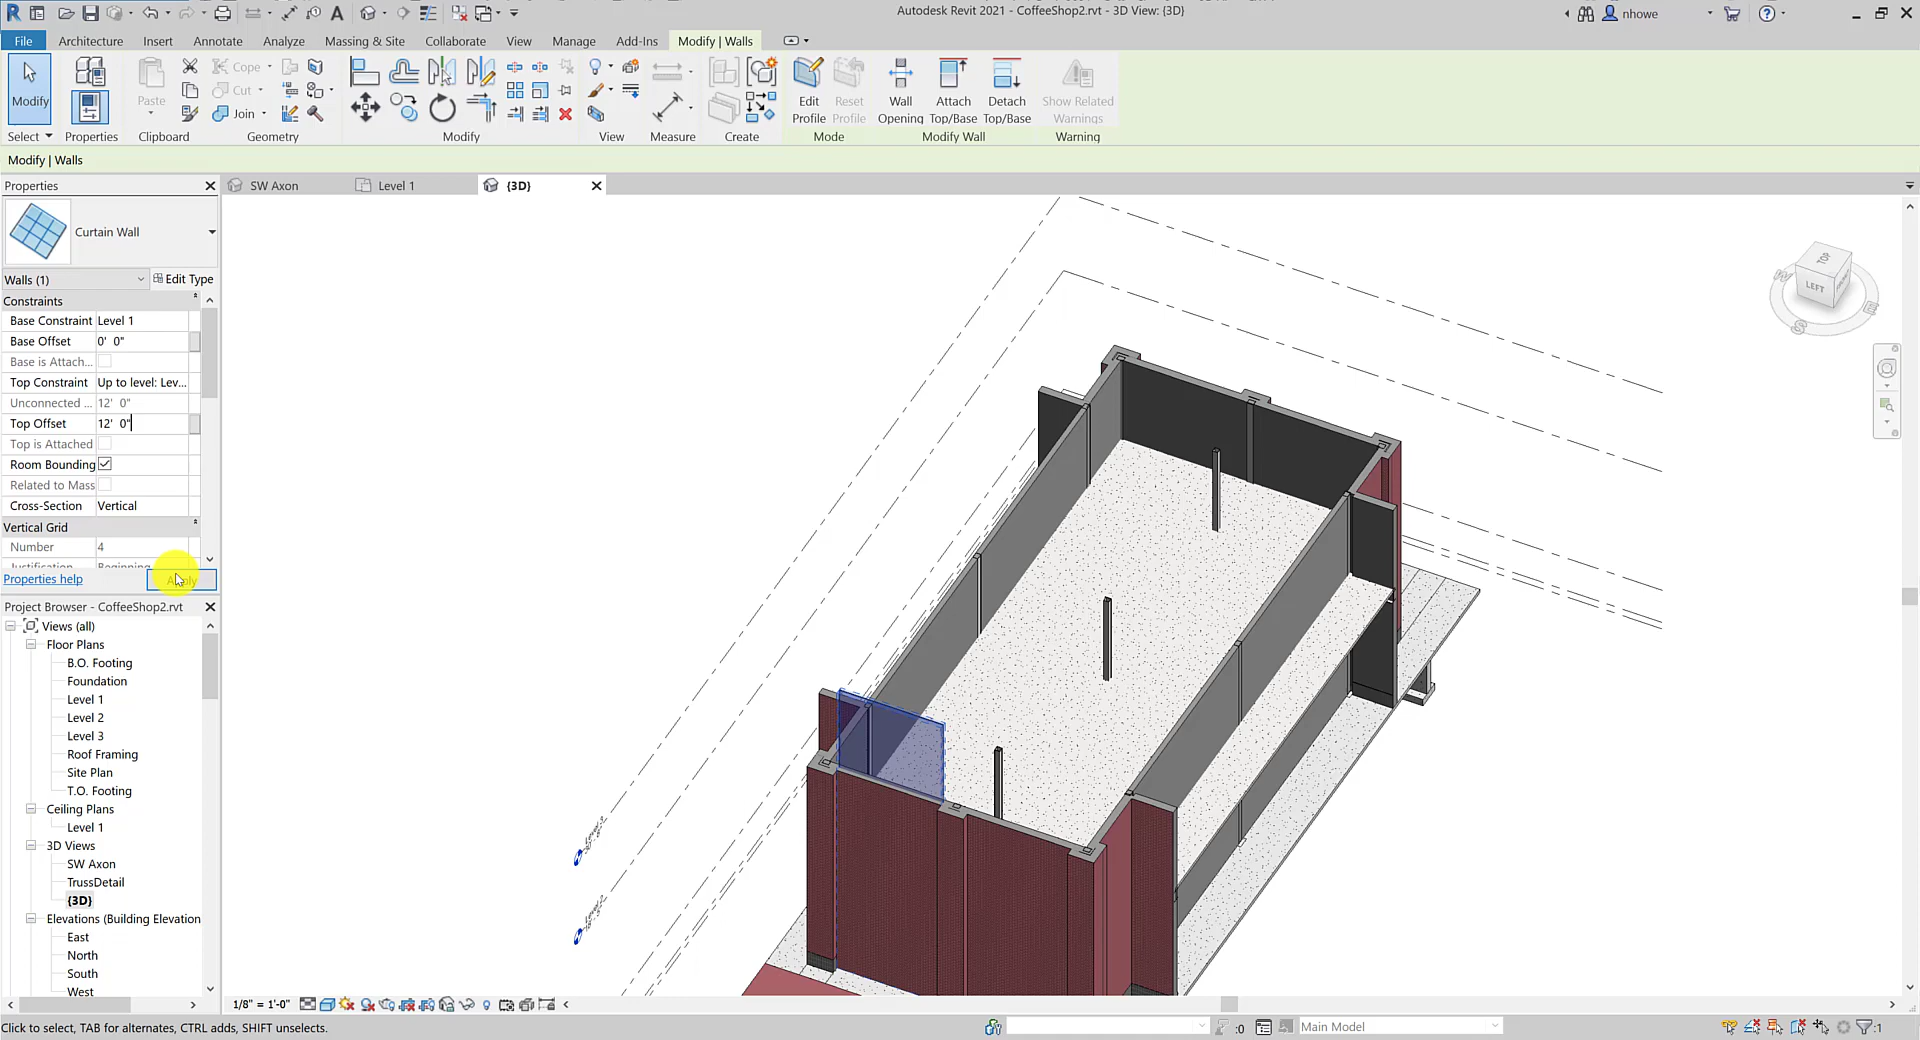 Autodesk Revit 2021 - CoffeeShop2.rvt - 3D View: {3D}
nhowe
File Architecture Insert Annotate Analyze Massing & Site Collaborate View Manage Add-Ins Modify | Walls
Modify
Paste
Cope
Cut
Join
Edit Profile
Reset Profile
Wall Opening
Attach Top/Base
Detach Top/Base
Show Related Warnings
Select Properties Clipboard Geometry Modify View Measure Create Mode Modify Wall Warning
Modify | Walls
Properties
SW Axon
Level 1
{3D}
Curtain Wall
Walls (1) Edit Type
Constraints
Base Constraint Level 1
Base Offset 0' 0"
Base is Attach...
Top Constraint Up to level: Lev...
Unconnected ... 12' 0"
Top Offset 12' 0"
Top is Attached
Room Bounding
Related to Mass
Cross-Section Vertical
Vertical Grid
Number 4
Justification Beginning
Properties help Apply
Project Browser - CoffeeShop2.rvt
Views (all)
Floor Plans
B.O. Footing
Foundation
Level 1
Level 2
Level 3
Roof Framing
Site Plan
T.O. Footing
Ceiling Plans
Level 1
3D Views
SW Axon
TrussDetail
{3D}
Elevations (Building Elevation
East
North
South
West
TOP
LEFT
W
S
E
1/8" = 1'-0"
Click to select, TAB for alternates, CTRL adds, SHIFT unselects.
:0
Main Model
:1